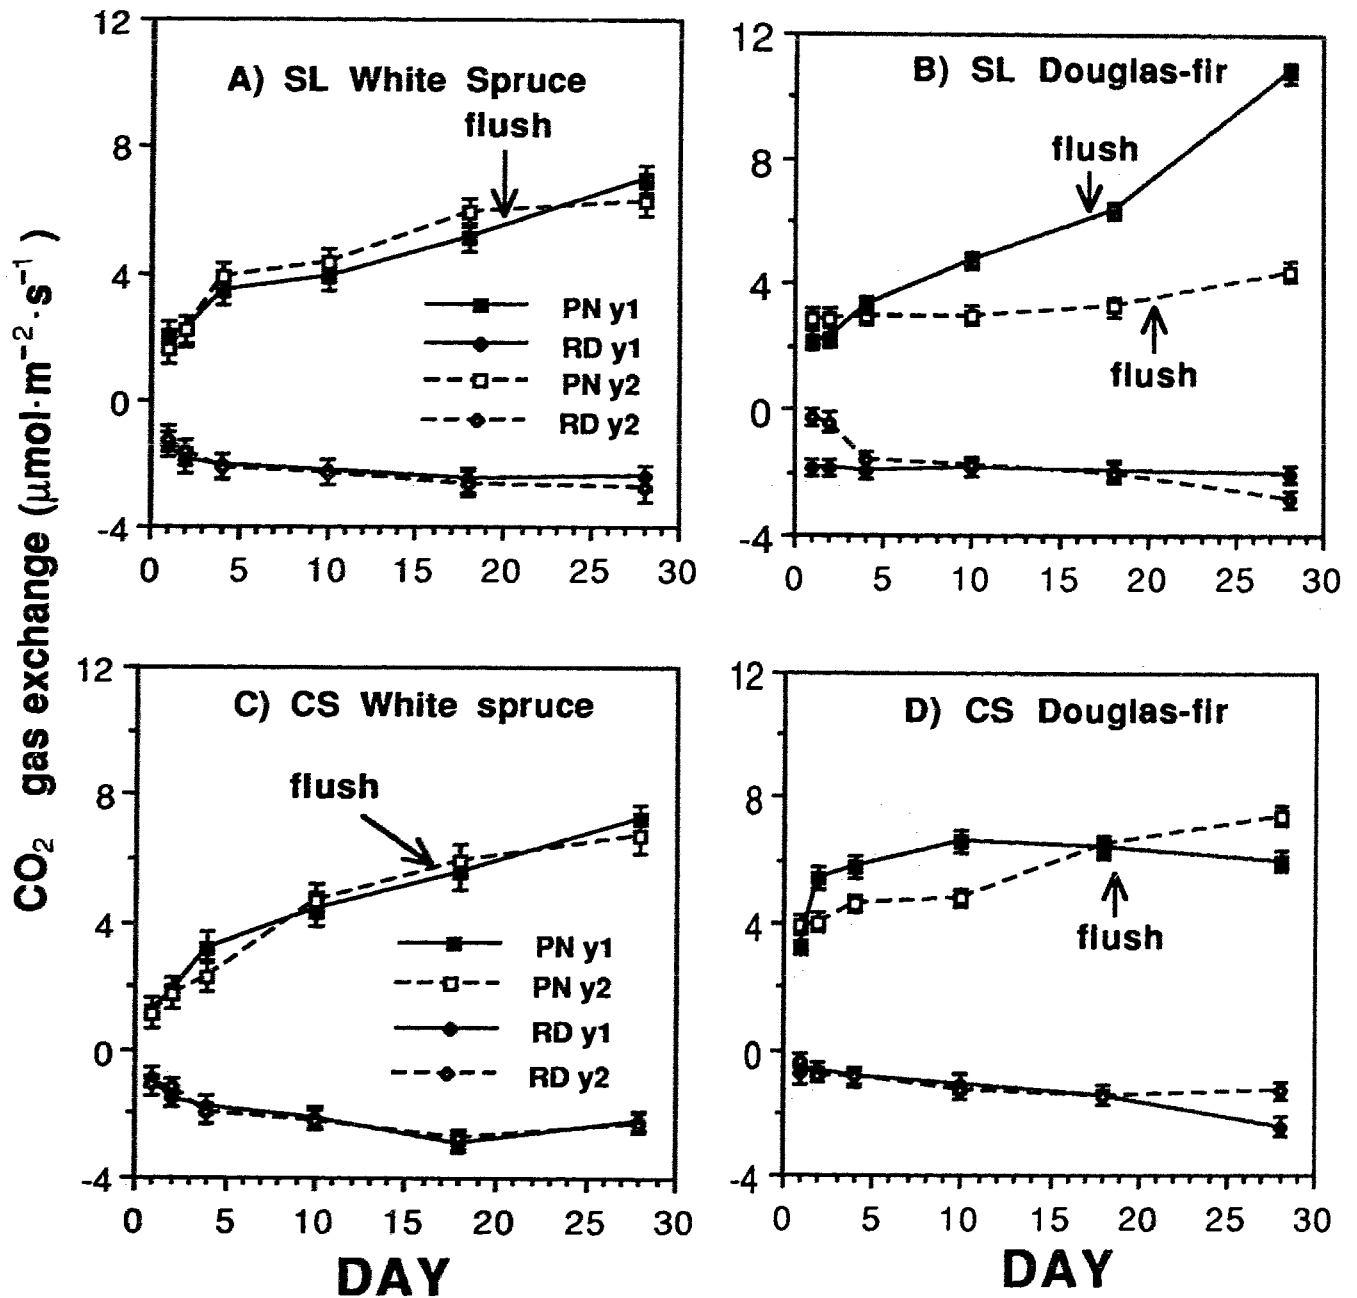 CO2 gas exchange (μmol·m−2·s−1)
12
8
4
0
-4
A) SL White Spruce
flush
PN y1
RD y1
PN y2
RD y2
0 5 10 15 20 25 30
12
8
4
0
-4
B) SL Douglas-fir
flush
flush
0 5 10 15 20 25 30
12
8
4
0
-4
C) CS White spruce
flush
PN y1
PN y2
RD y1
RD y2
0 5 10 15 20 25 30
DAY
12
8
4
0
-4
D) CS Douglas-fir
flush
0 5 10 15 20 25 30
DAY